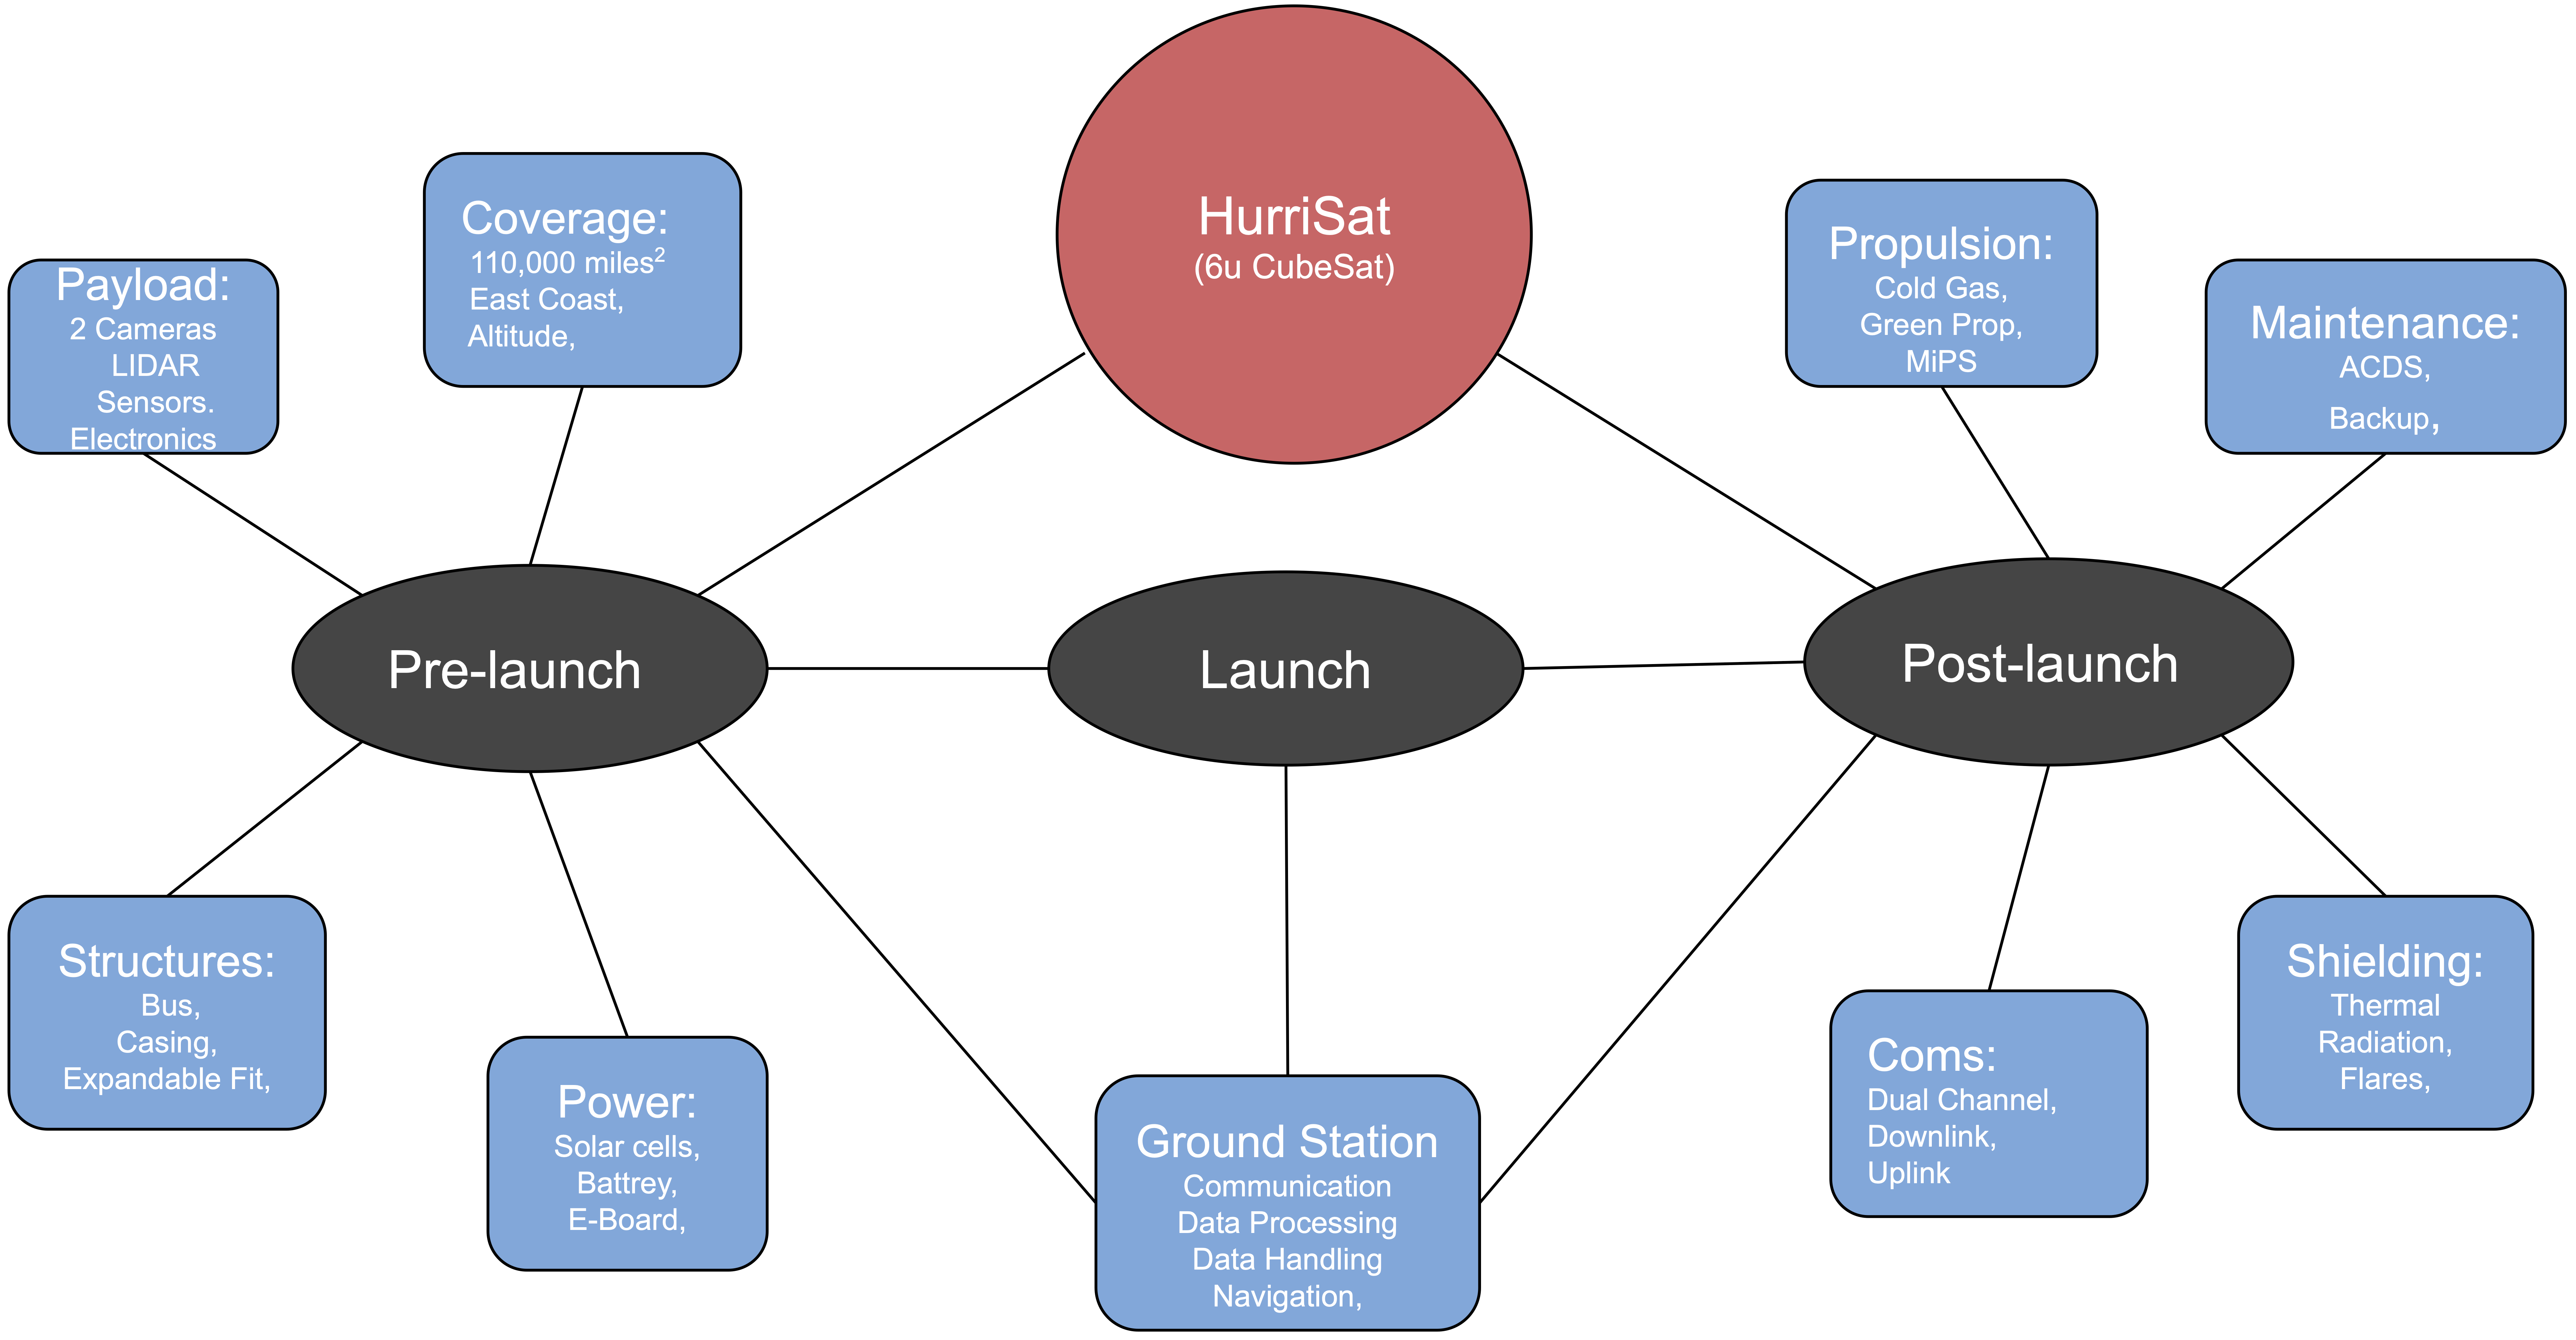 HurriSat
(6u CubeSat)
Payload:
2 Cameras
LIDAR
Sensors.
Electronics
Coverage:
110,000 miles²
East Coast,
Altitude,
Propulsion:
Cold Gas,
Green Prop,
MiPS
Maintenance:
ACDS,
Backup,
Pre-launch
Launch
Post-launch
Structures:
Bus,
Casing,
Expandable Fit,
Power:
Solar cells,
Battrey,
E-Board,
Ground Station
Communication
Data Processing
Data Handling
Navigation,
Coms:
Dual Channel,
Downlink,
Uplink
Shielding:
Thermal
Radiation,
Flares,